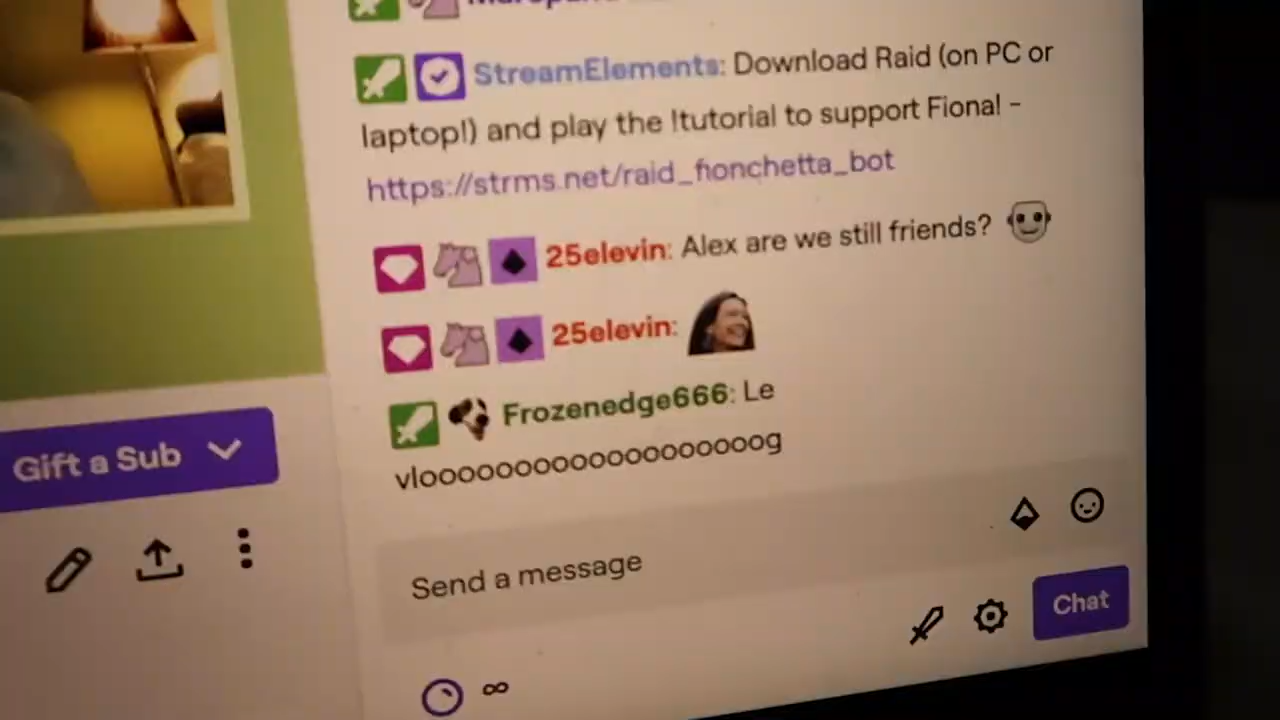 StreamElements: Download Raid (on PC or
laptop!) and play the !tutorial to support Fiona! -
https://strms.net/raid_fionchetta_bot
25elevin: Alex are we still friends?
25elevin:
Frozenedge666: Le
vloooooooooooooooooog
Gift a Sub
Send a message
Chat
∞